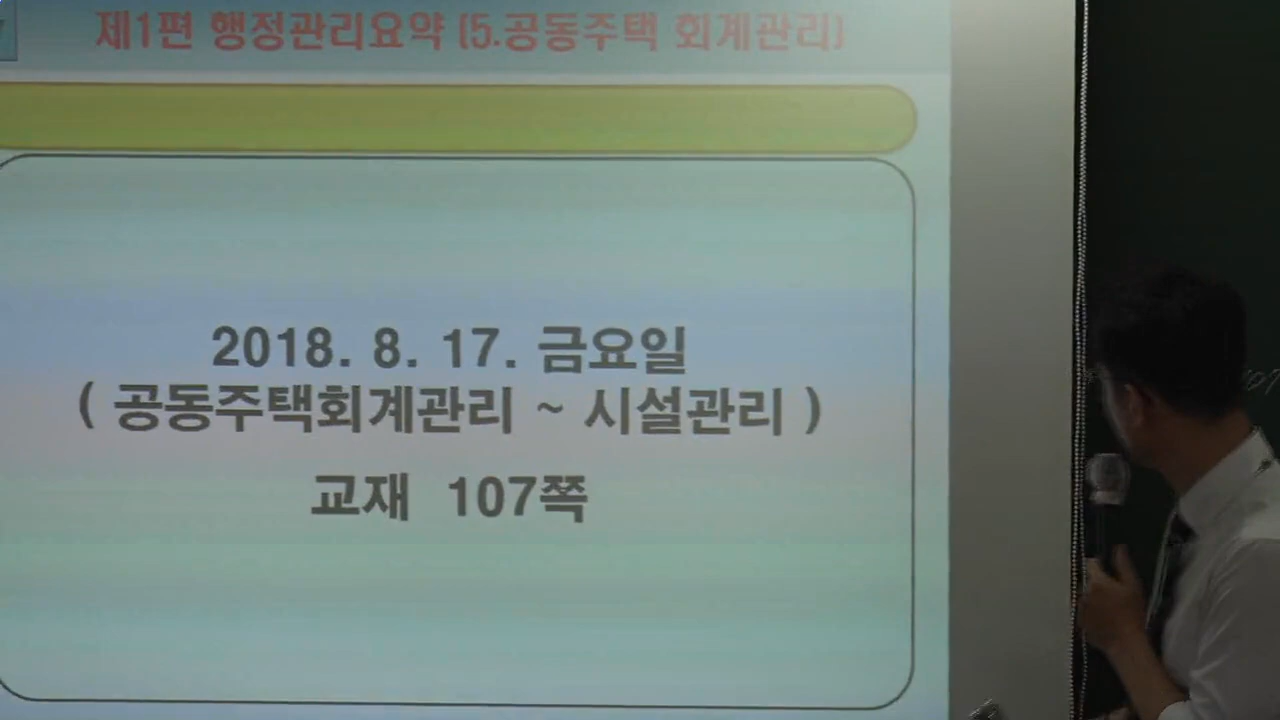 제1편 행정관리요약 (5.공동주택 회계관리)
2018. 8. 17. 금요일
( 공동주택회계관리 ~ 시설관리 )
교재 107쪽